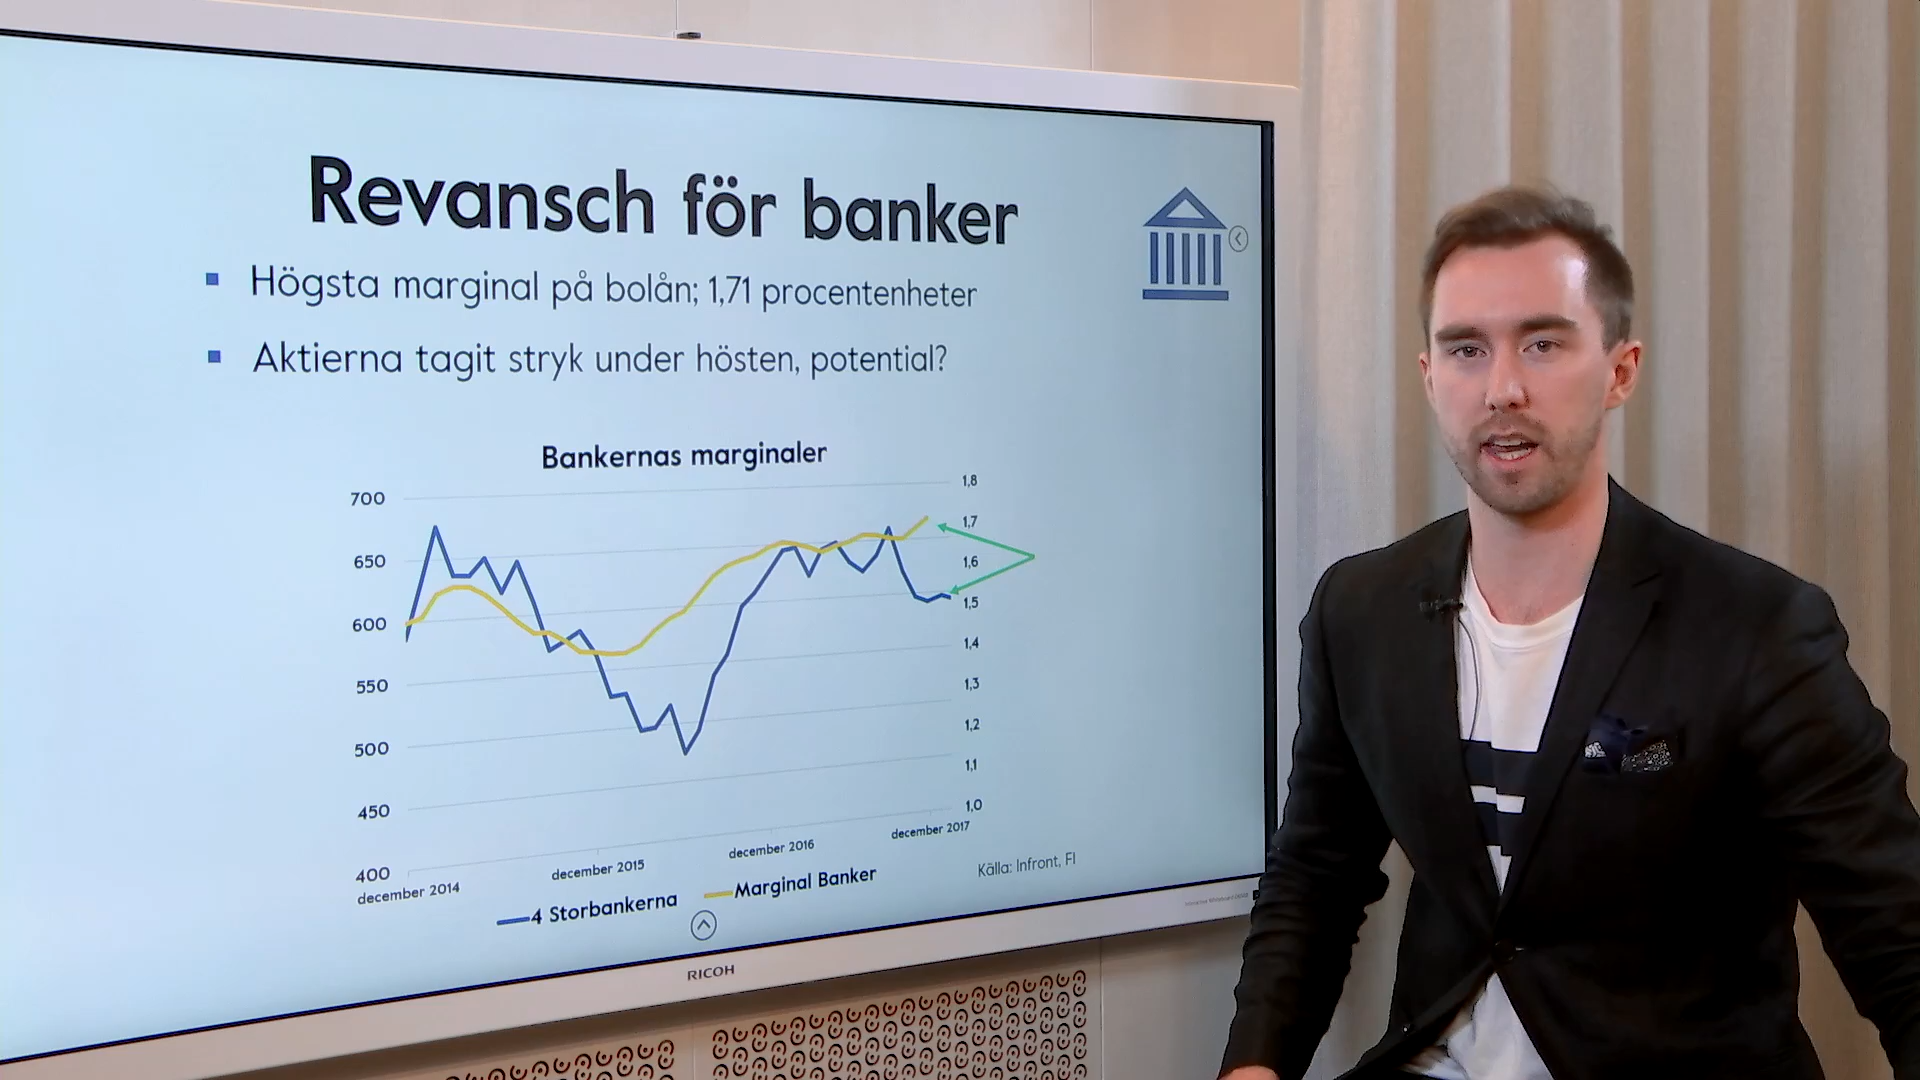 Revansch för banker
Högsta marginal på bolån; 1,71 procentenheter
Aktierna tagit stryk under hösten, potential?
Bankernas marginaler
700
650
600
550
500
450
400
1,8
1,7
1,6
1,5
1,4
1,3
1,2
1,1
1,0
december 2014
december 2015
december 2016
december 2017
4 Storbankerna
Marginal Banker
Källa: Infront, FI
RICOH